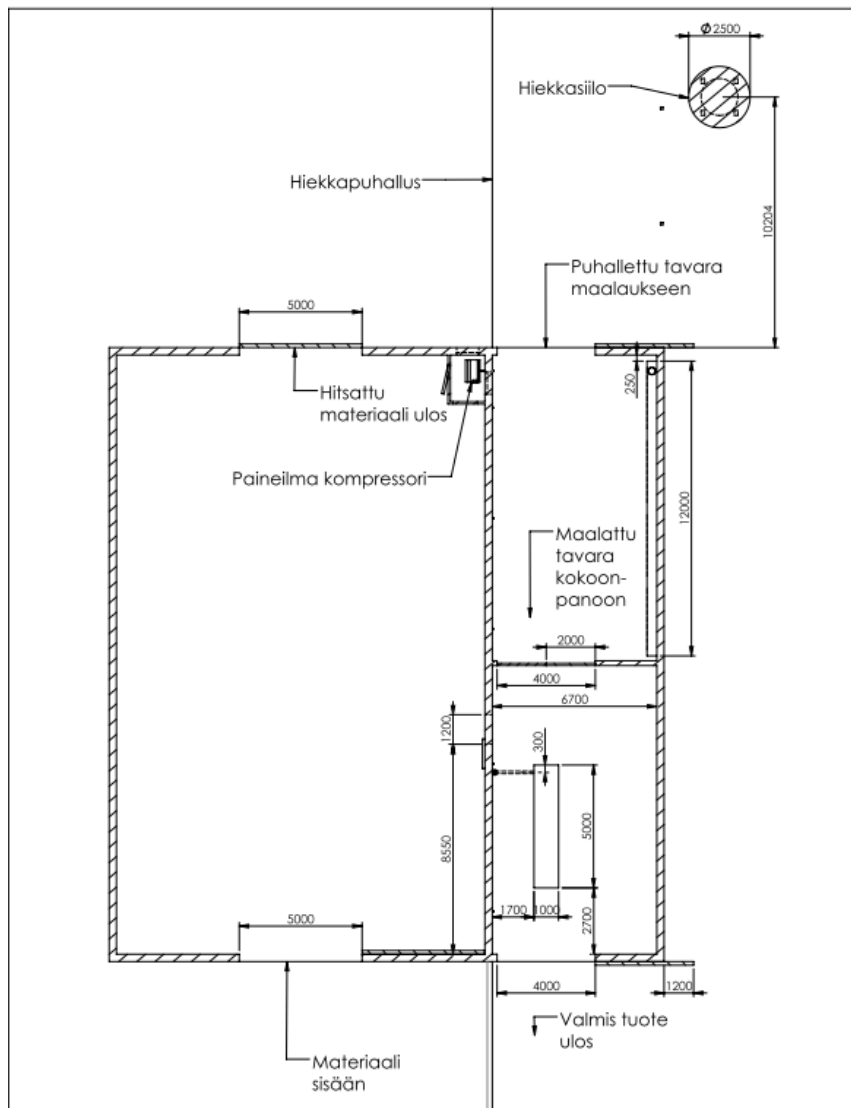 Ø2500
Hiekkasiilo
Hiekkapuhallus
10204
Puhallettu tavara
maalaukseen
5000
250
Hitsattu
materiaali ulos
Paineilma kompressori
12000
Maalattu
tavara
kokoon-
panoon
2000
4000
6700
1200
300
8550
5000
1700
1000
2700
5000
4000
1200
Valmis tuote
ulos
Materiaali
sisään